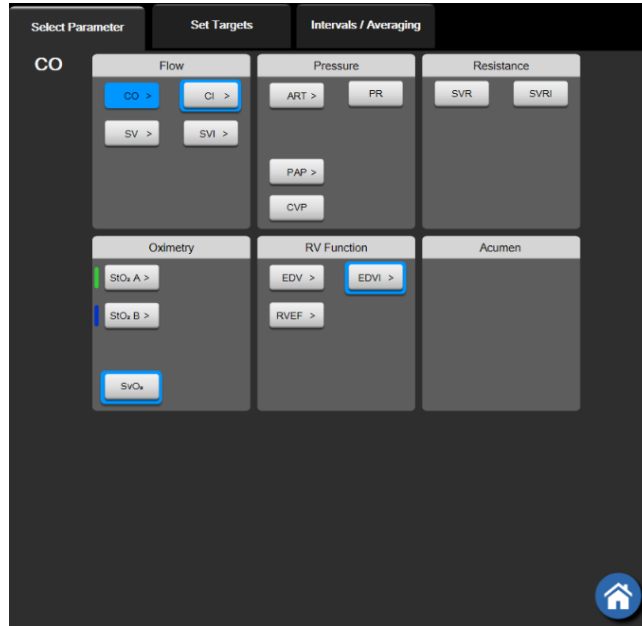 Select Parameter
Set Targets
Intervals / Averaging
CO
Flow
CO >
CI >
SV >
SVI >
Pressure
ART >
PR
PAP >
CVP
Resistance
SVR
SVRI
Oximetry
StO₂ A >
StO₂ B >
SvO₂
RV Function
EDV >
EDVI >
RVEF >
Acumen